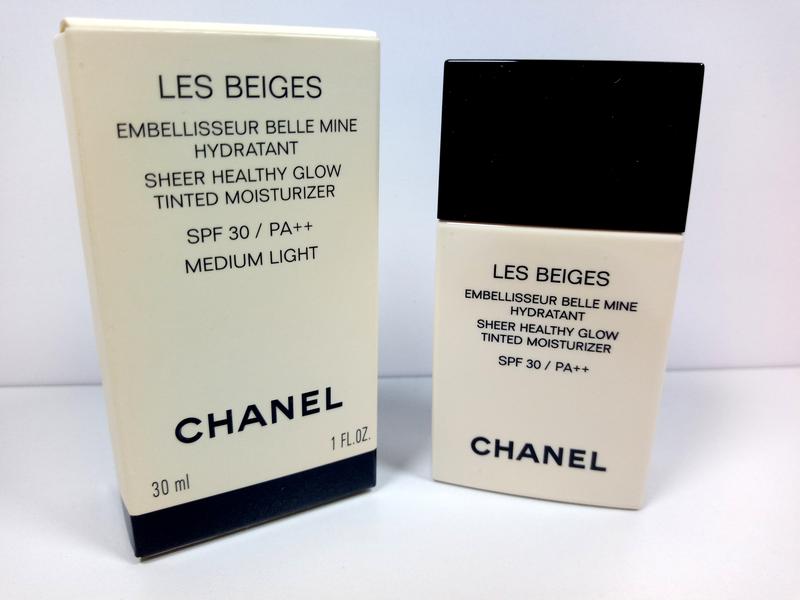 LES BEIGES
EMBELLISSEUR BELLE MINE
HYDRATANT
SHEER HEALTHY GLOW
TINTED MOISTURIZER
SPF 30 / PA++
MEDIUM LIGHT
CHANEL
30 ml
1 FL.OZ.
LES BEIGES
EMBELLISSEUR BELLE MINE
HYDRATANT
SHEER HEALTHY GLOW
TINTED MOISTURIZER
SPF 30 / PA++
CHANEL